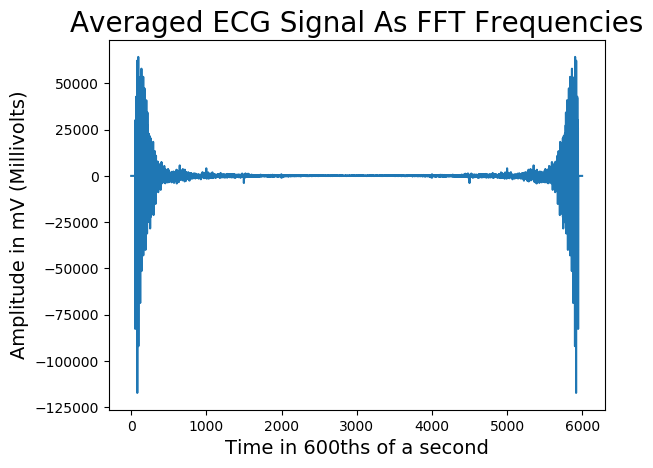 Averaged ECG Signal As FFT Frequencies
Amplitude in mV (Millivolts)
50000
25000
0
−25000
−50000
−75000
−100000
−125000
0 1000 2000 3000 4000 5000 6000
Time in 600ths of a second